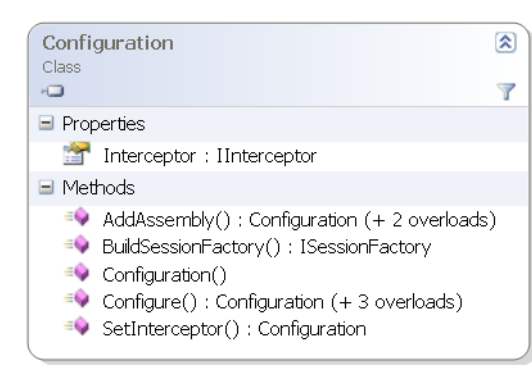 Configuration
Class
Properties
Interceptor : IInterceptor
Methods
AddAssembly() : Configuration (+ 2 overloads)
BuildSessionFactory() : ISessionFactory
Configuration()
Configure() : Configuration (+ 3 overloads)
SetInterceptor() : Configuration